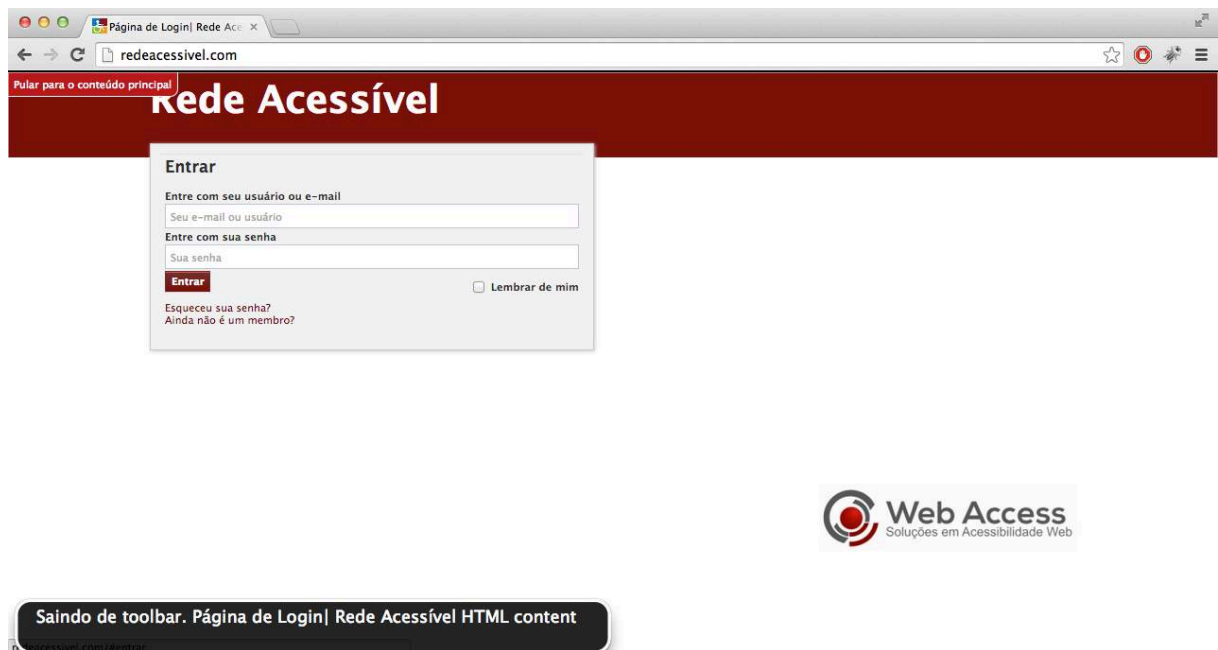 Página de Login| Rede Ace
redeacessivel.com
Pular para o conteúdo principal
Rede Acessível
Entrar
Entre com seu usuário ou e-mail
Seu e-mail ou usuário
Entre com sua senha
Sua senha
Entrar
Lembrar de mim
Esqueceu sua senha?
Ainda não é um membro?
Web Access
Soluções em Acessibilidade Web
Saindo de toolbar. Página de Login| Rede Acessível HTML content